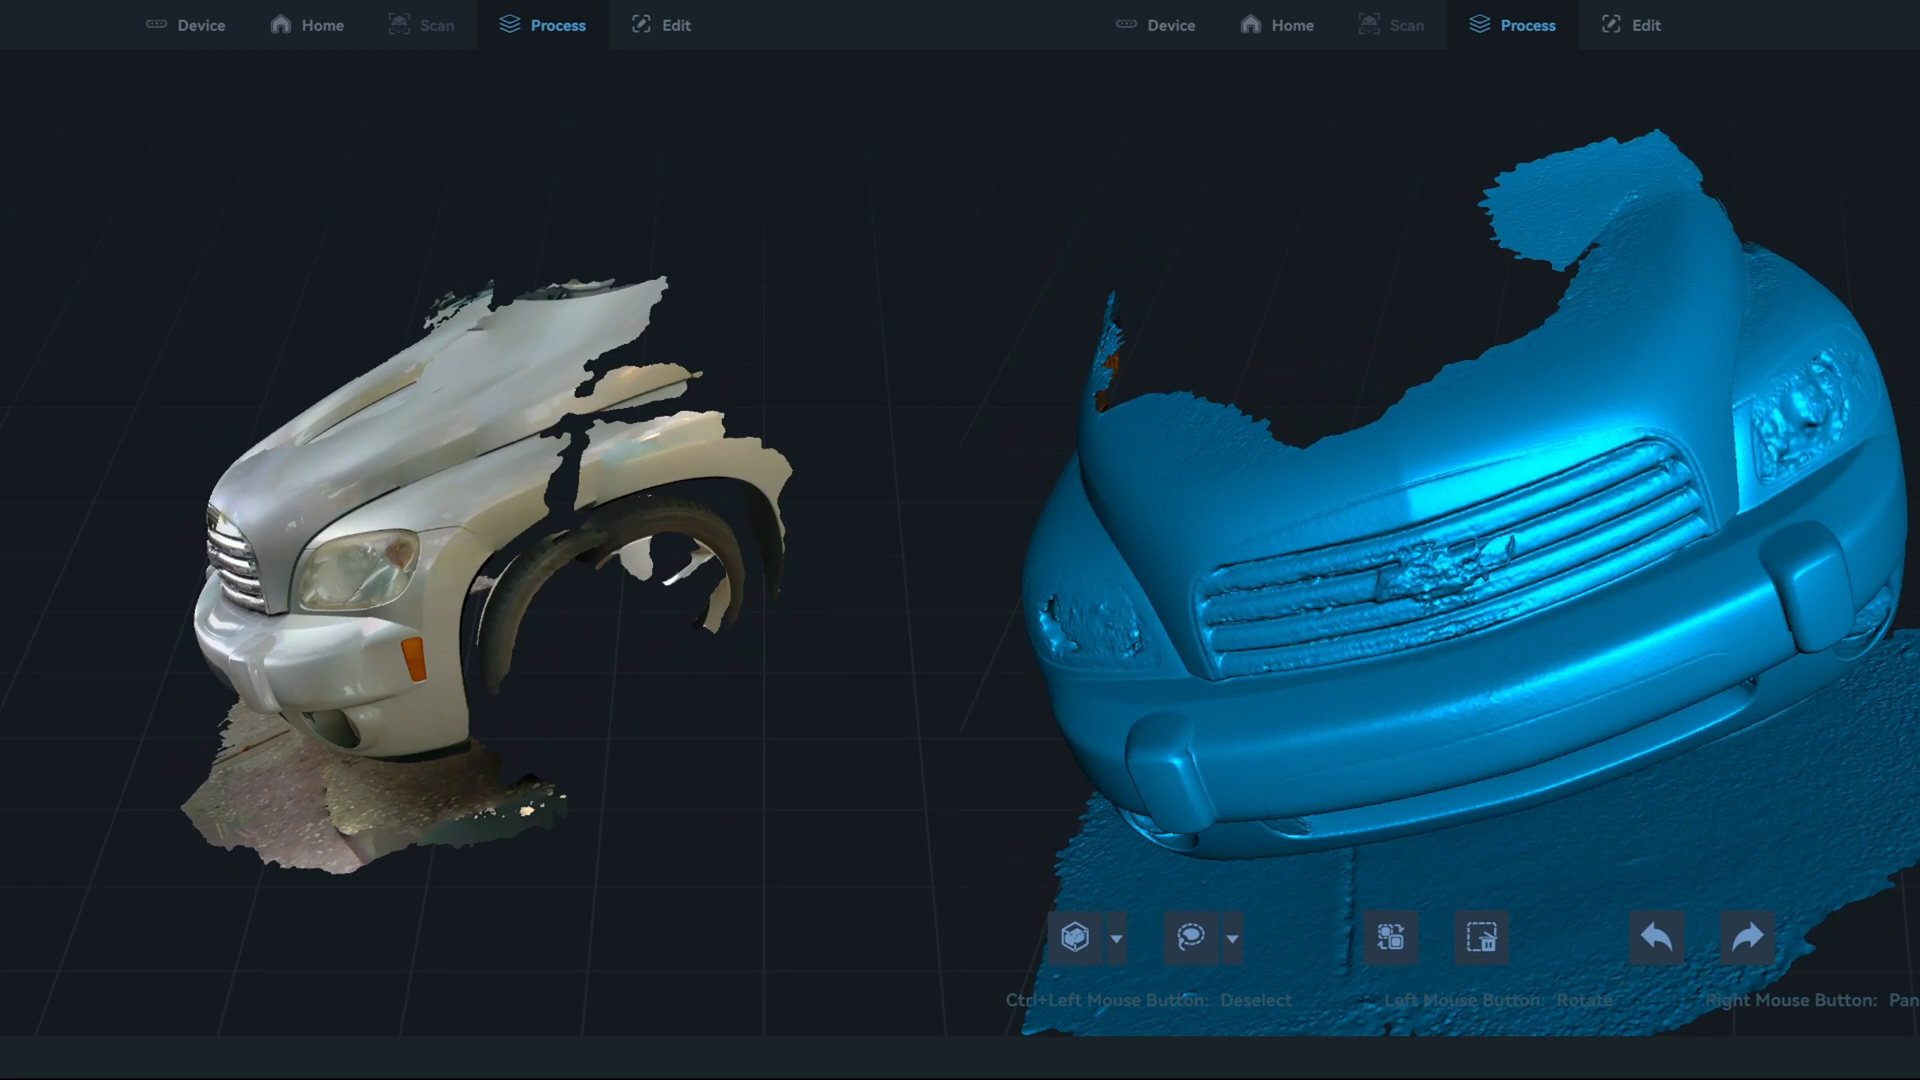 Device Home Scan Process Edit
Device Home Scan Process Edit
Ctrl+Left Mouse Button: Deselect Left Mouse Button: Rotate Right Mouse Button: Pan